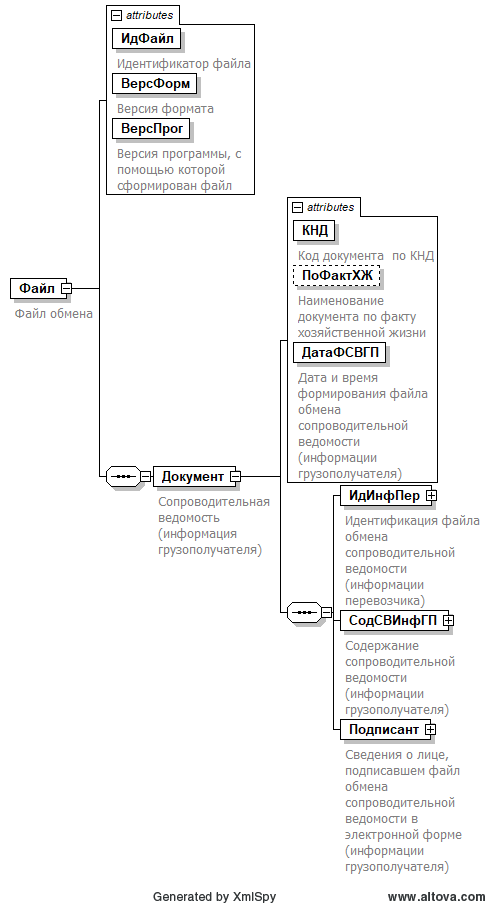 attributes
ИдФайл
Идентификатор файла
ВерсФорм
Версия формата
ВерсПрог
Версия программы, с
помощью которой
сформирован файл
Файл
Файл обмена
attributes
КНД
Код документа по КНД
ПоФактХЖ
Наименование
документа по факту
хозяйственной жизни
ДатаФСВГП
Дата и время
формирования файла
обмена
сопроводительной
ведомости
(информации
грузополучателя)
Документ
Сопроводительная
ведомость
(информация
грузополучателя)
ИдИнфПер
Идентификация файла
обмена
сопроводительной
ведомости
(информации
перевозчика)
СодСВИнфГП
Содержание
сопроводительной
ведомости
(информации
грузополучателя)
Подписант
Сведения о лице,
подписавшем файл
обмена
сопроводительной
ведомости в
электронной форме
(информации
грузополучателя)
Generated by XmlSpy
www.altova.com